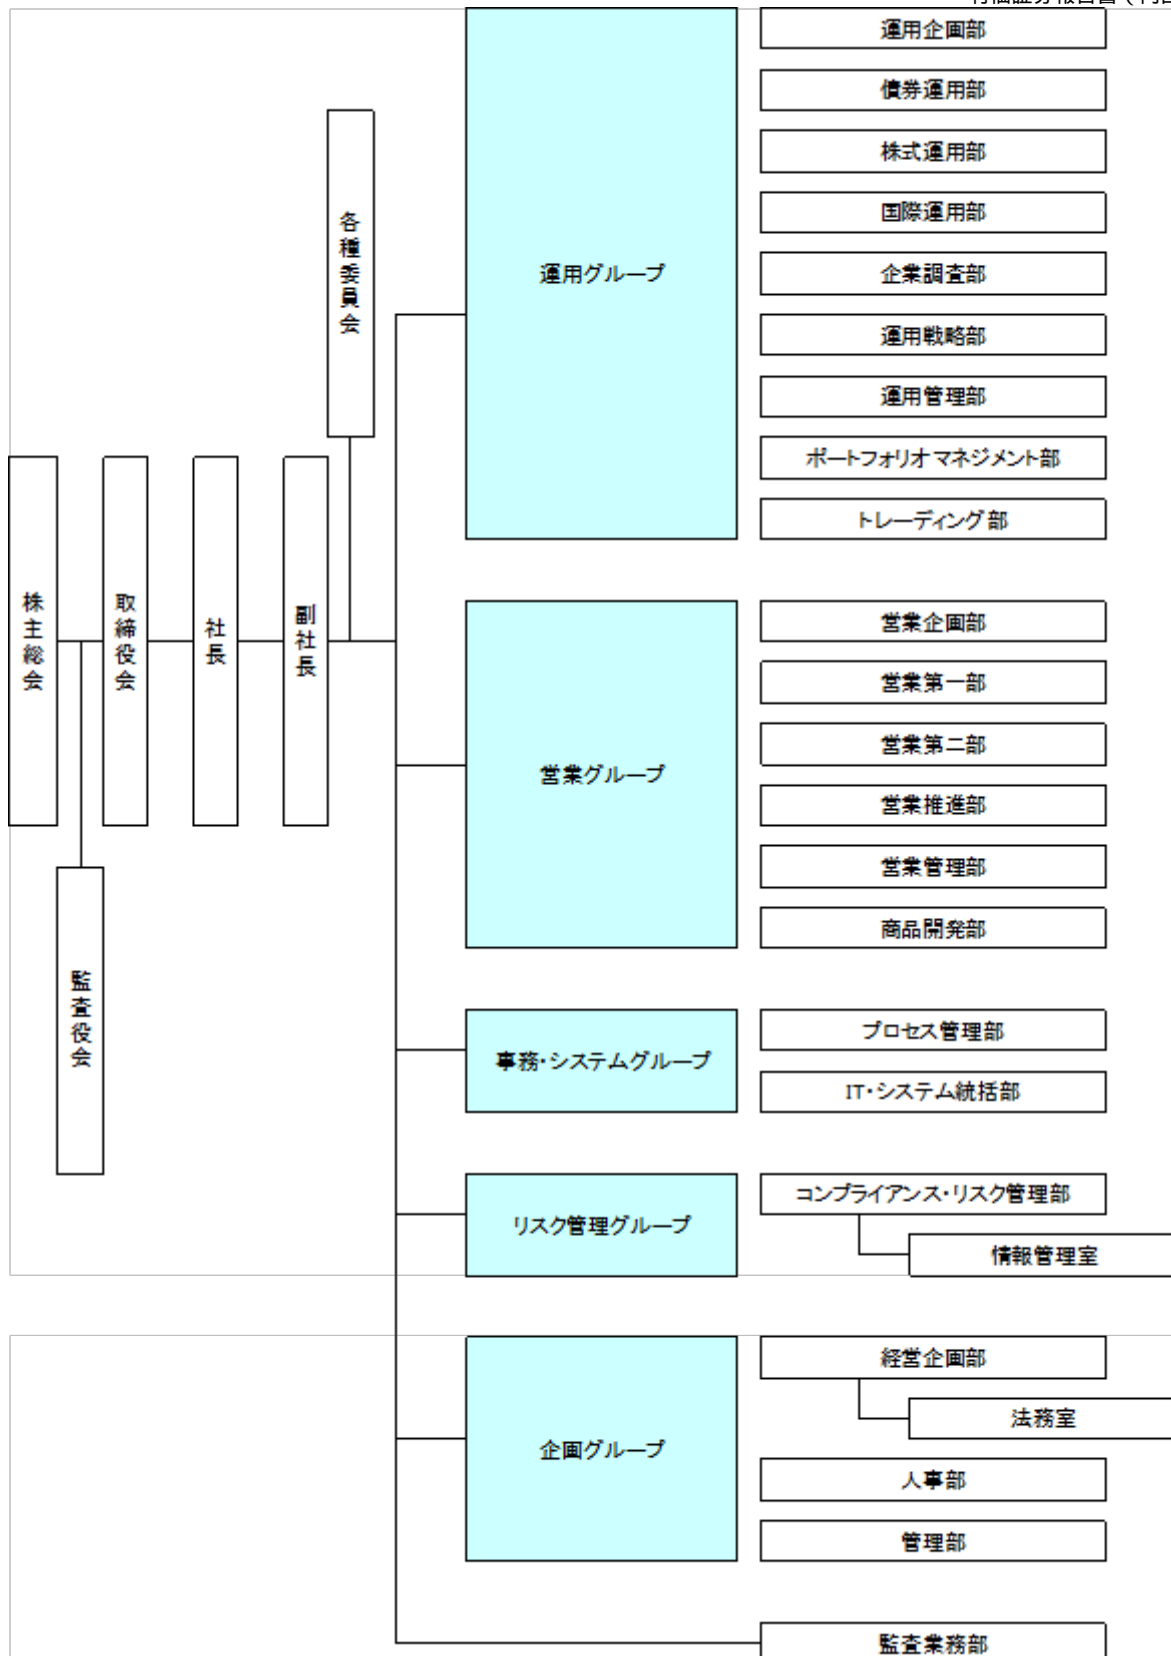 運用企画部
債券運用部
株式運用部
国際運用部
企業調査部
運用戦略部
運用管理部
ポートフォリオマネジメント部
トレーディング部
運用グループ
各種委員会
株主総会
取締役会
社長
副社長
監査役会
営業グループ
営業企画部
営業第一部
営業第二部
営業推進部
営業管理部
商品開発部
事務・システムグループ
プロセス管理部
IT・システム統括部
リスク管理グループ
コンプライアンス・リスク管理部
情報管理室
企画グループ
経営企画部
法務室
人事部
管理部
監査業務部